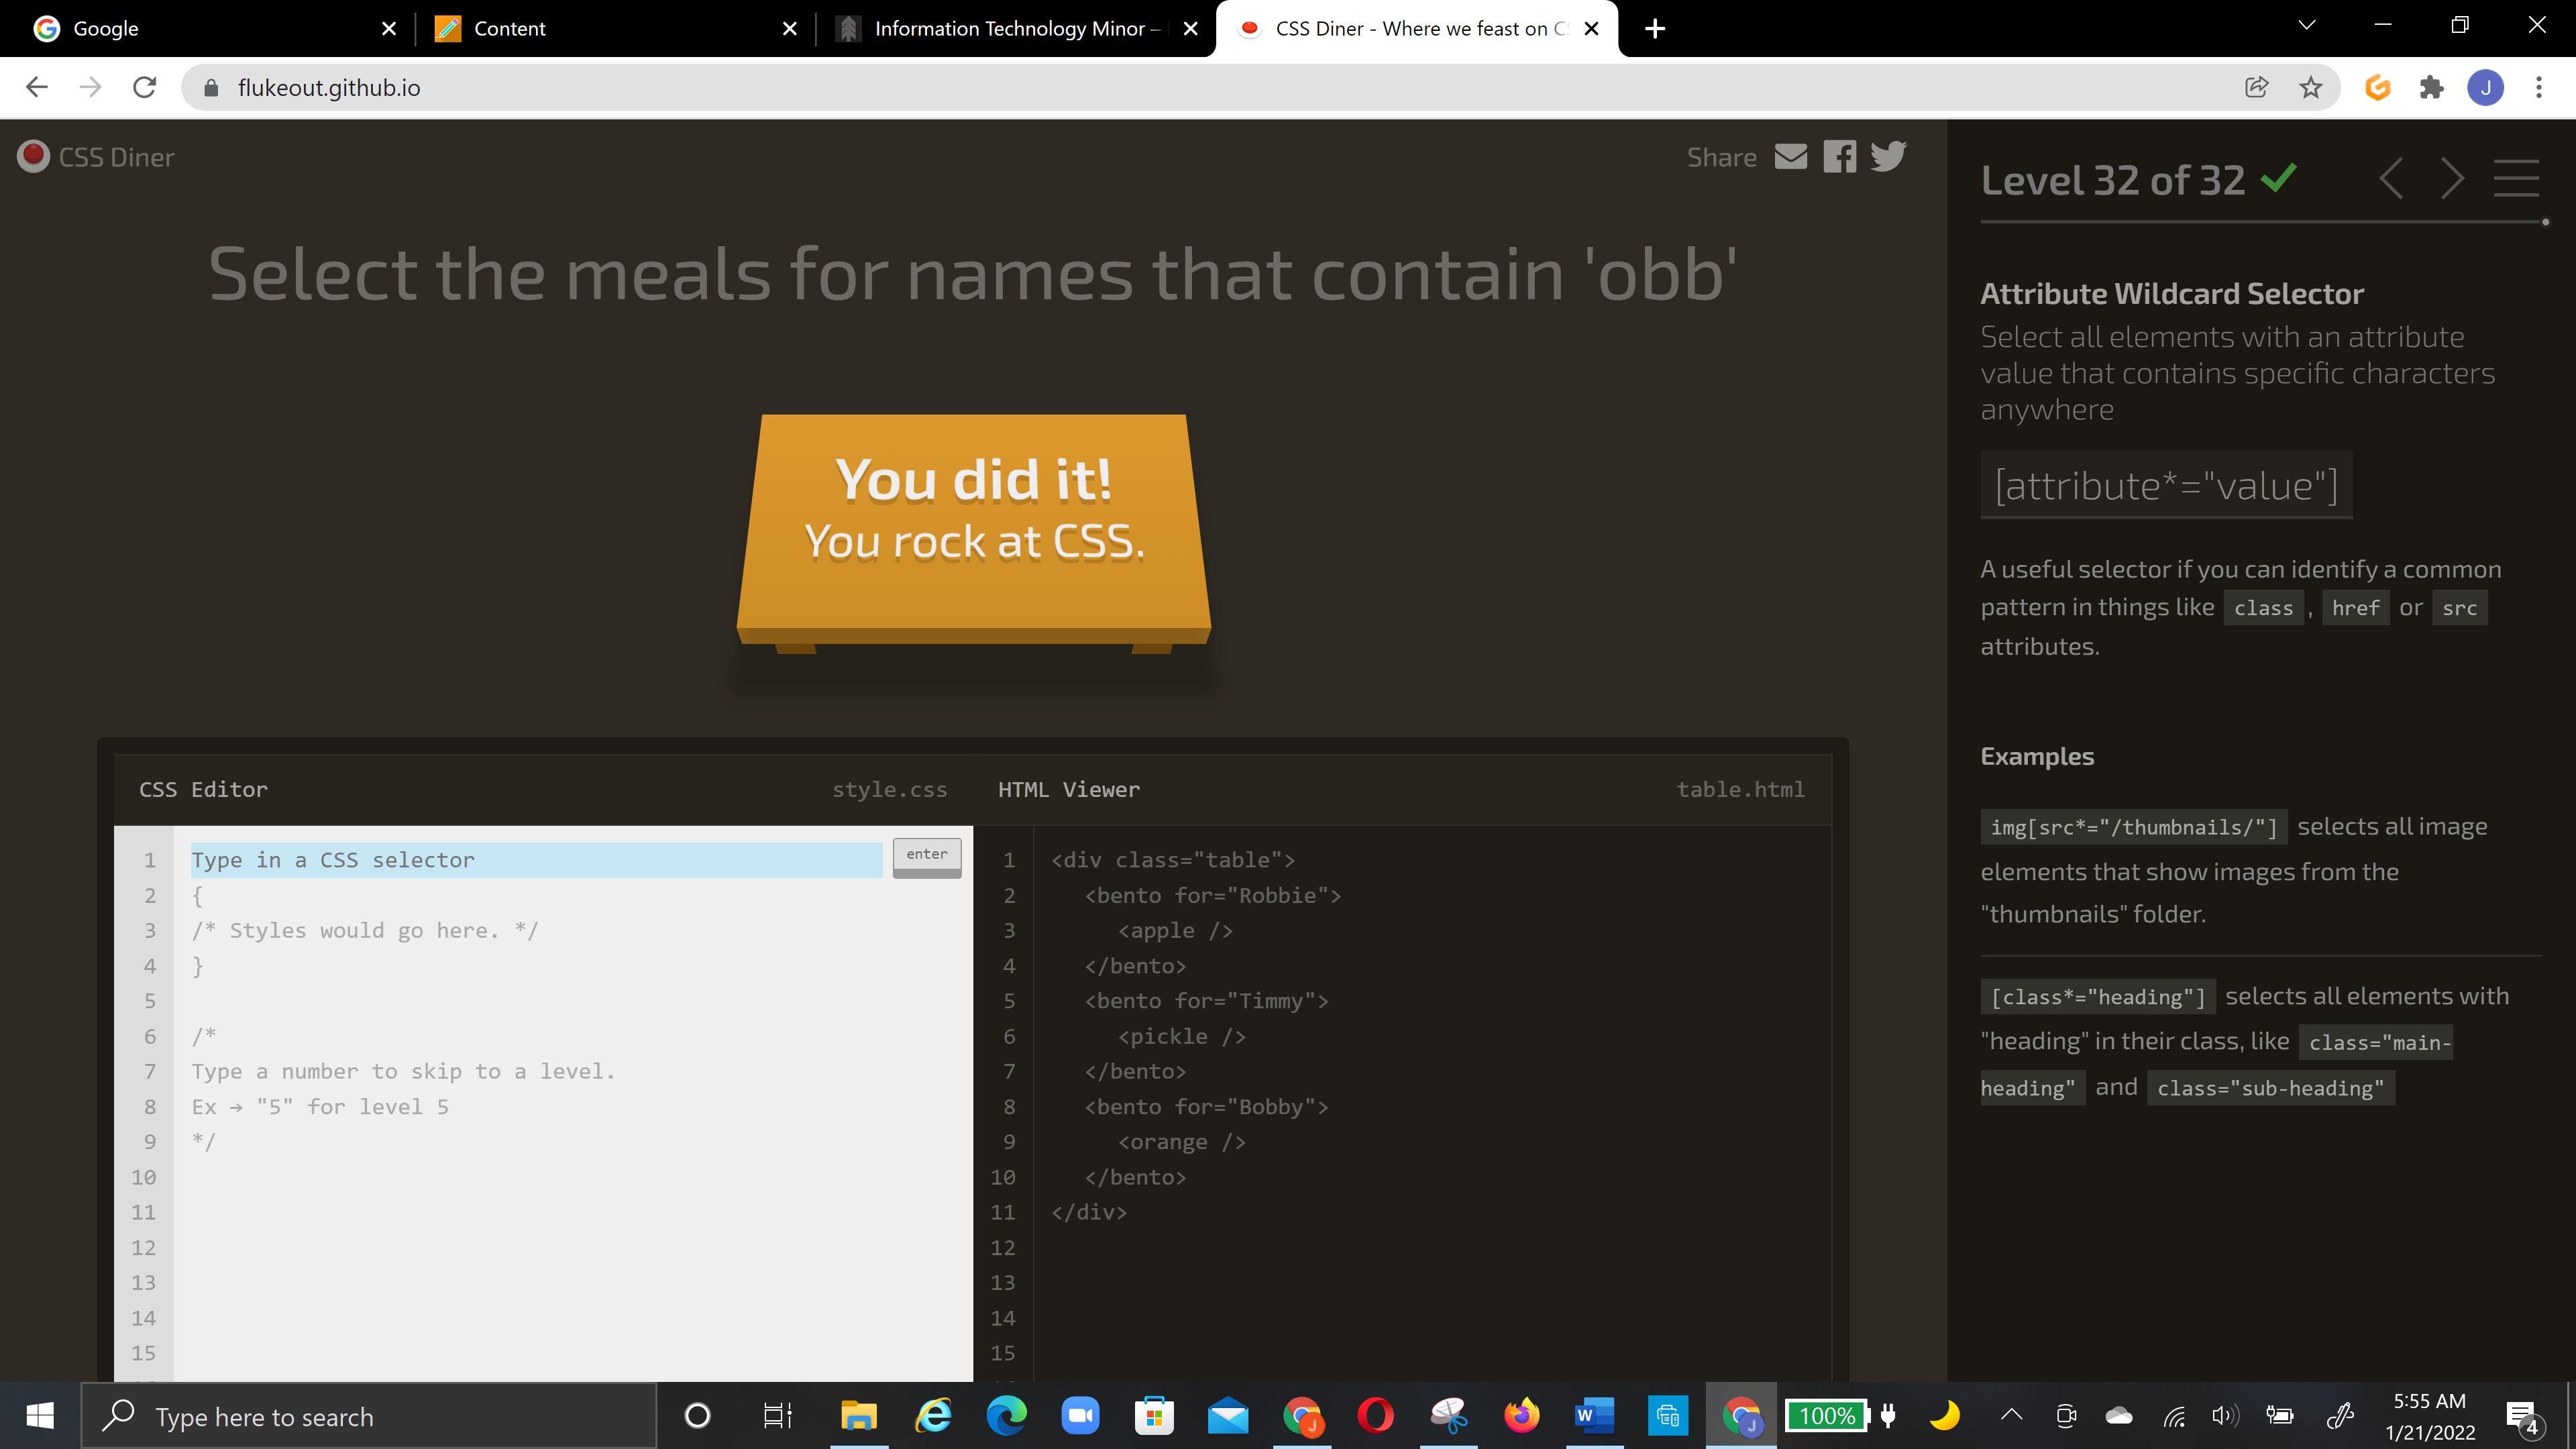 Google
Content
Information Technology Minor –
CSS Diner - Where we feast on CS
flukeout.github.io
J
CSS Diner
Share
Level 32 of 32
Select the meals for names that contain 'obb'
You did it!
You rock at CSS.
Attribute Wildcard Selector
Select all elements with an attribute
value that contains specific characters
anywhere
[attribute*="value"]
A useful selector if you can identify a common
pattern in things like class , href or src
attributes.
Examples
img[src*="/thumbnails/"] selects all image
elements that show images from the
"thumbnails" folder.
[class*="heading"] selects all elements with
"heading" in their class, like class="main-
heading" and class="sub-heading"
CSS Editor
style.css
1 Type in a CSS selector
enter
2 {
3 /* Styles would go here. */
4 }
5
6 /*
7 Type a number to skip to a level.
8 Ex → "5" for level 5
9 */
10
11
12
13
14
15
HTML Viewer
table.html
1 <div class="table">
2 <bento for="Robbie">
3 <apple />
4 </bento>
5 <bento for="Timmy">
6 <pickle />
7 </bento>
8 <bento for="Bobby">
9 <orange />
10 </bento>
11 </div>
12
13
14
15
Type here to search
100%
5:55 AM
1/21/2022
4